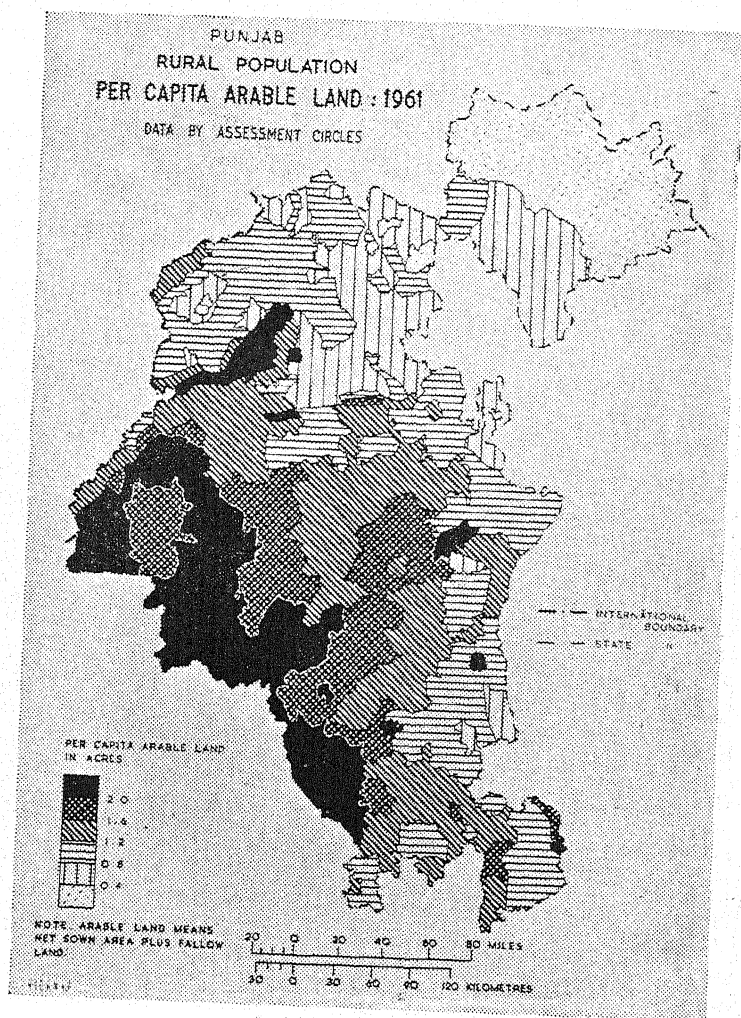 PUNJAB
RURAL POPULATION
PER CAPITA ARABLE LAND : 1961
DATA BY ASSESSMENT CIRCLES
INTERNATIONAL
BOUNDARY
STATE "
PER CAPITA ARABLE LAND
IN ACRES
2 0
1.6
1 2
0 8
0 4
NOTE. ARABLE LAND MEANS
NET SOWN AREA PLUS FALLOW
LAND.
20 0 20 40 60 80 MILES
30 0 30 60 90 120 KILOMETRES